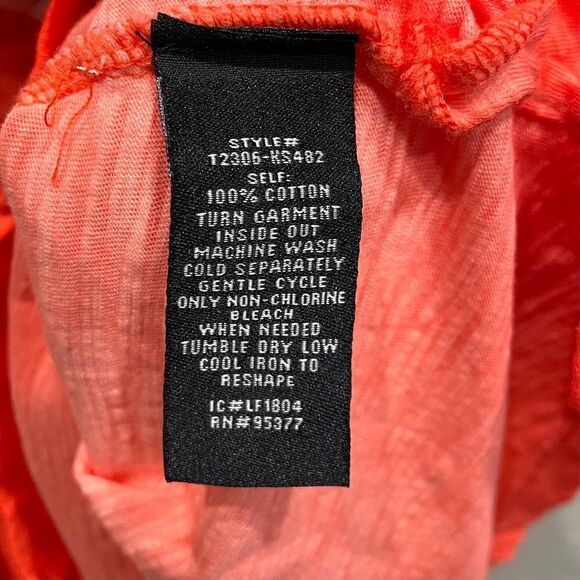 STYLE#
T2306-KS482
SELF:
100% COTTON
TURN GARMENT
INSIDE OUT
MACHINE WASH
COLD SEPARATELY
GENTLE CYCLE
ONLY NON-CHLORINE
BLEACH
WHEN NEEDED
TUMBLE DRY LOW
COOL IRON TO
RESHAPE
IC#LF1804
RN#95377